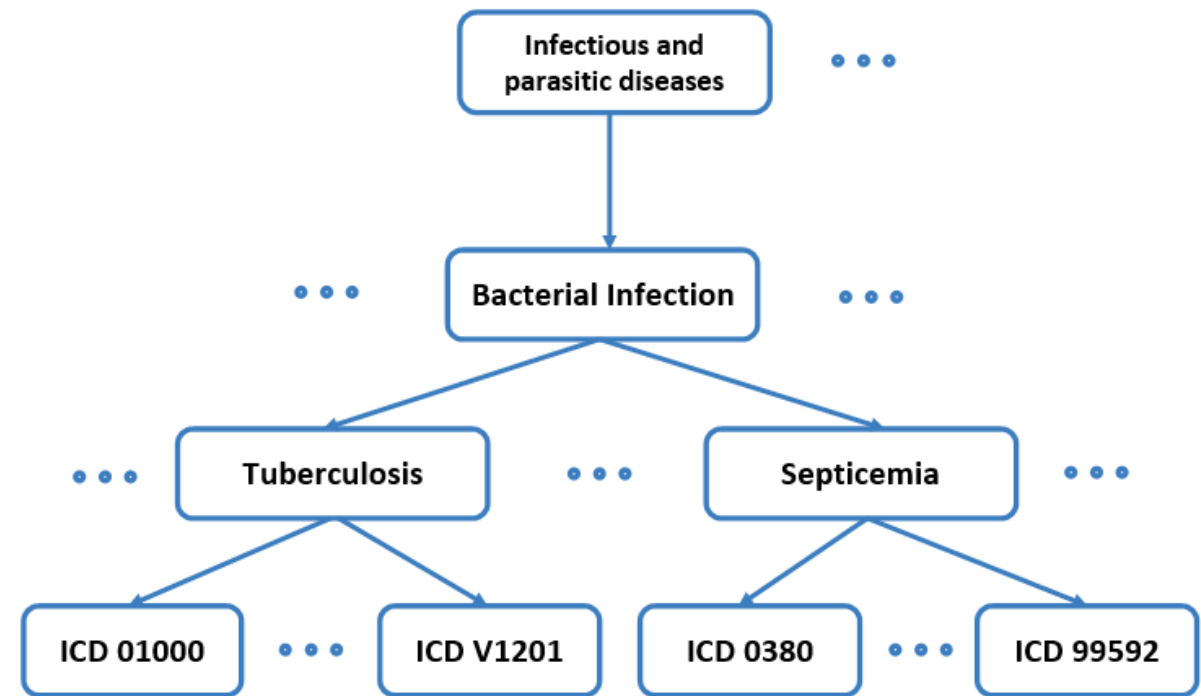 Infectious and
parasitic diseases
Bacterial Infection
Tuberculosis
Septicemia
ICD 01000
ICD V1201
ICD 0380
ICD 99592